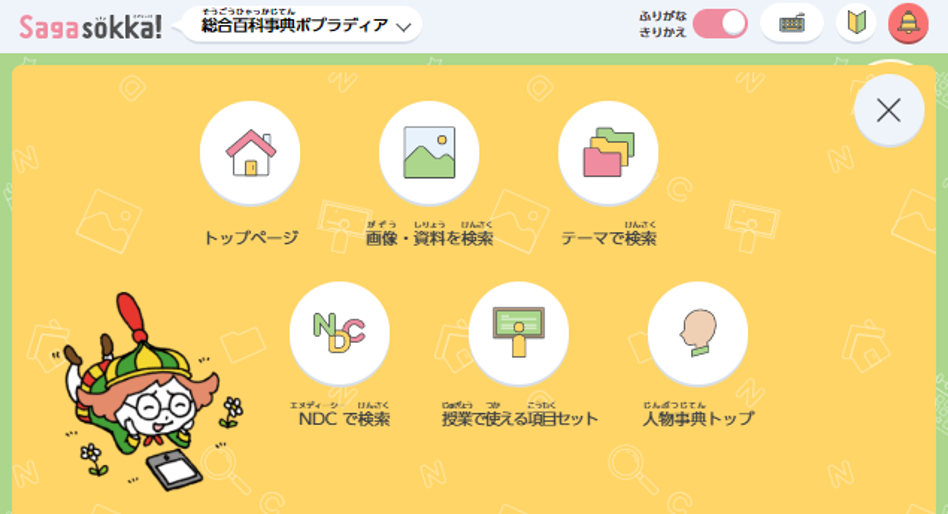 Sagasokka!
そうごうひゃっかじてん
総合百科事典ポプラディア
ふりがな
きりかえ
トップページ
がぞう しりょう けんさく
画像・資料を検索
けんさく
テーマで検索
NDC
エヌディーシー けんさく
NDC で検索
じゅぎょう つか こうもく
授業で使える項目セット
じんぶつじてん
人物事典トップ